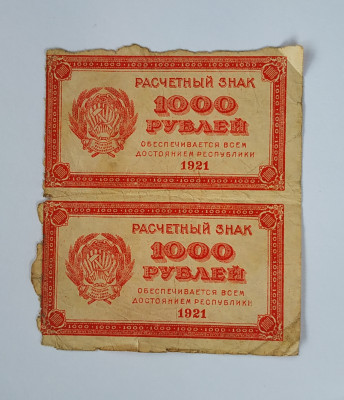 РАСЧЕТНЫЙ ЗНАК
1000
РУБЛЕЙ
ОБЕСПЕЧИВАЕТСЯ ВСЕМ
ДОСТОЯНИЕМ РЕСПУБЛИКИ
1921
РАСЧЕТНЫЙ ЗНАК
1000
РУБЛЕЙ
ОБЕСПЕЧИВАЕТСЯ ВСЕМ
ДОСТОЯНИЕМ РЕСПУБЛИКИ
1921